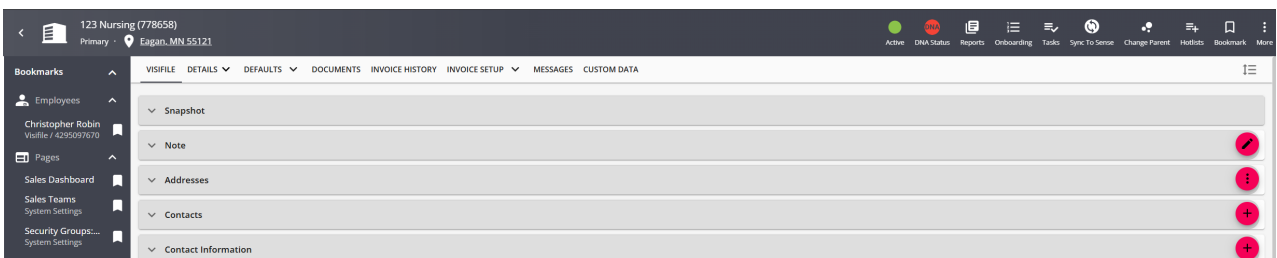 123 Nursing (778658)
Primary · Eagan, MN 55121
Active
DNA
DNA Status
Reports
Onboarding
Tasks
Sync To Sense
Change Parent
Hotlists
Bookmark
More
Bookmarks
VISIFILE DETAILS DEFAULTS DOCUMENTS INVOICE HISTORY INVOICE SETUP MESSAGES CUSTOM DATA
Employees
Christopher Robin
Visifile / 4295097670
Pages
Sales Dashboard
Sales Teams
System Settings
Security Groups:...
System Settings
Snapshot
Note
Addresses
Contacts
Contact Information